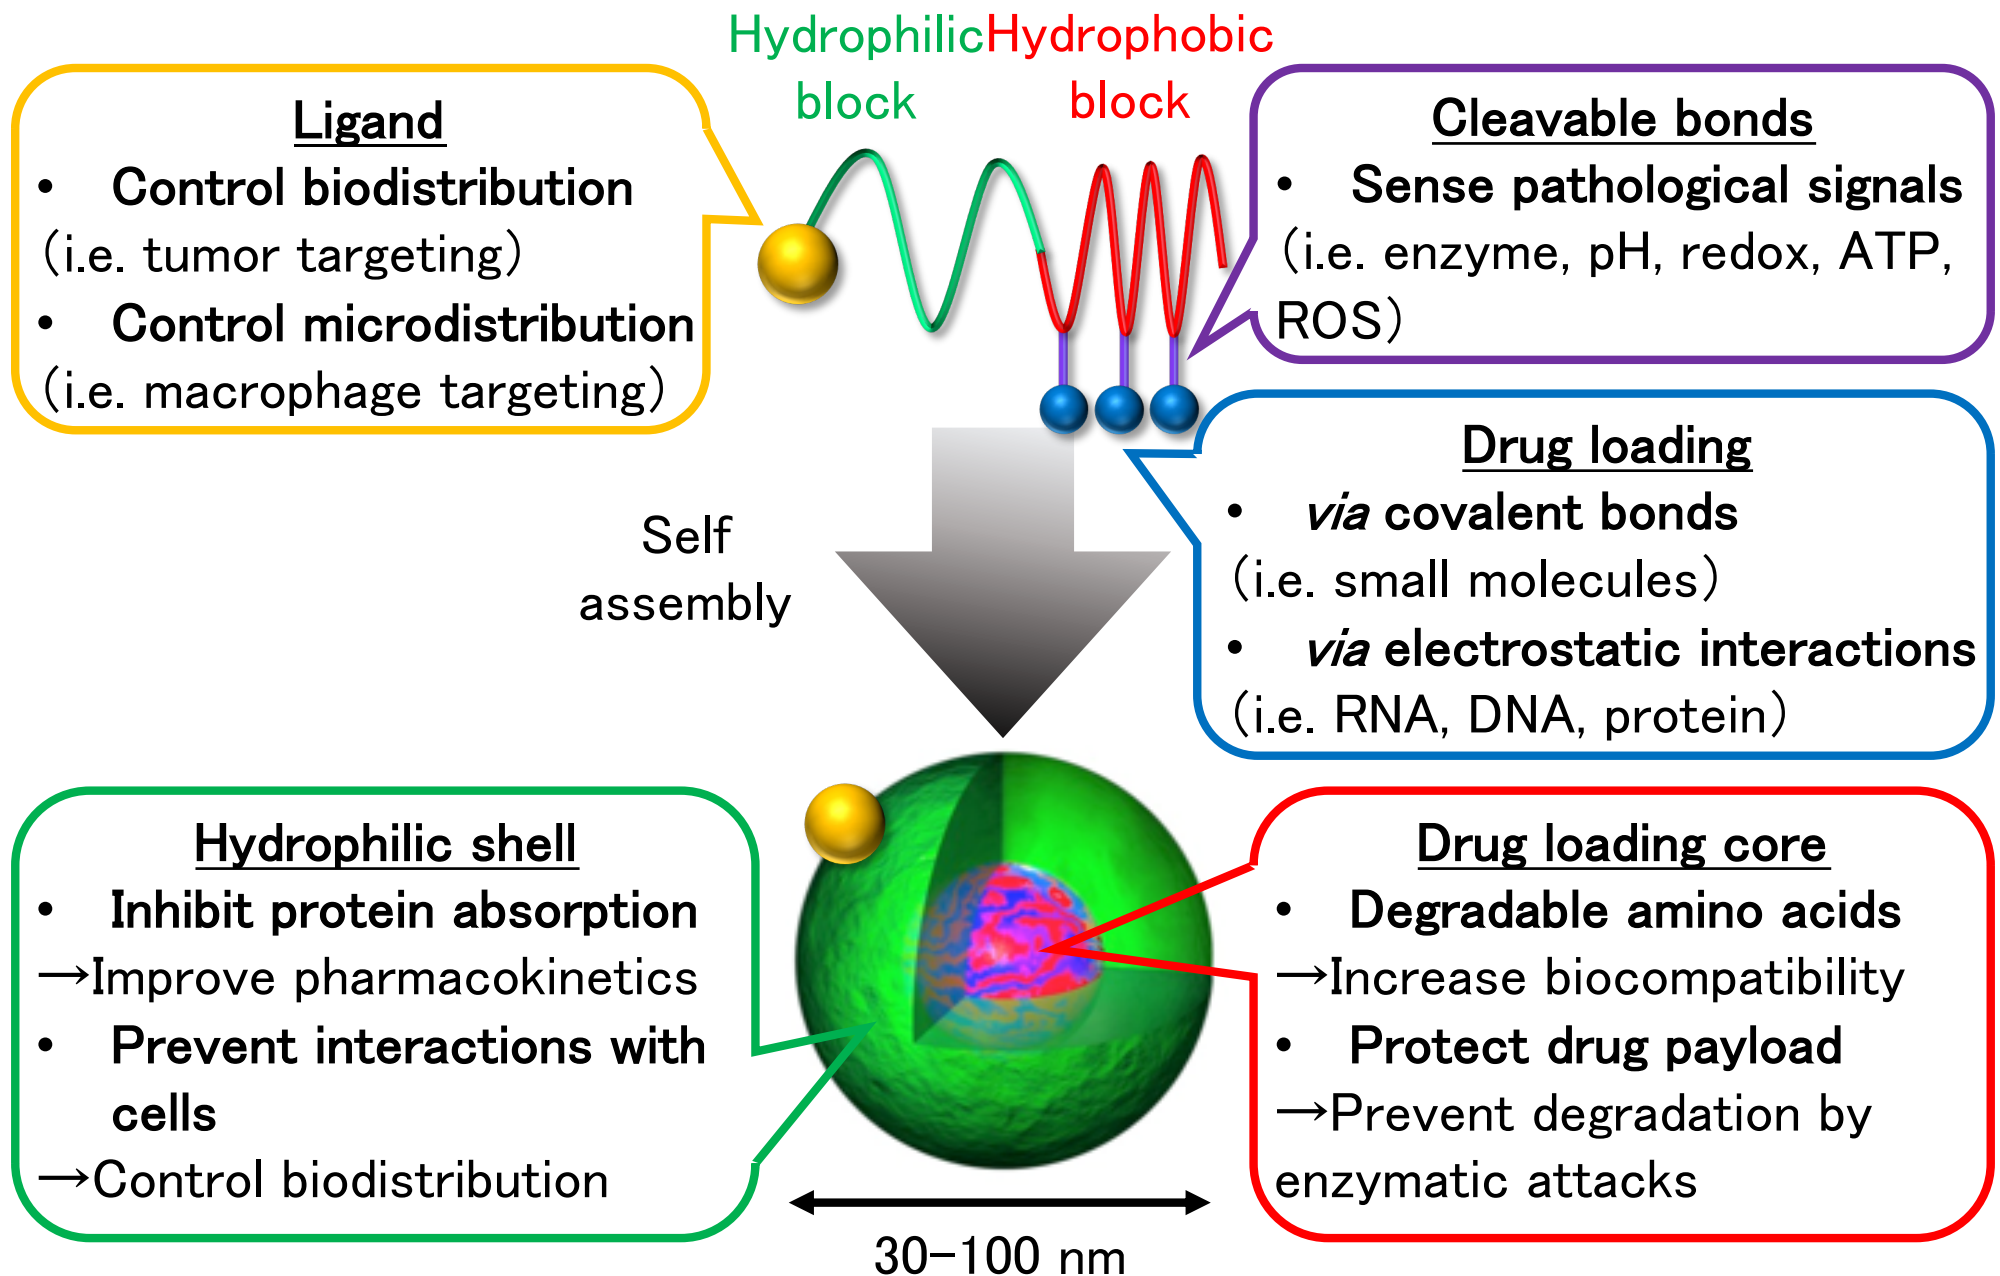 Hydrophilic
block
Hydrophobic
block
Ligand
• Control biodistribution
(i.e. tumor targeting)
• Control microdistribution
(i.e. macrophage targeting)
Cleavable bonds
• Sense pathological signals
(i.e. enzyme, pH, redox, ATP,
ROS)
Drug loading
• via covalent bonds
(i.e. small molecules)
• via electrostatic interactions
(i.e. RNA, DNA, protein)
Self
assembly
Hydrophilic shell
• Inhibit protein absorption
→Improve pharmacokinetics
• Prevent interactions with
cells
→Control biodistribution
Drug loading core
• Degradable amino acids
→Increase biocompatibility
• Protect drug payload
→Prevent degradation by
enzymatic attacks
30-100 nm